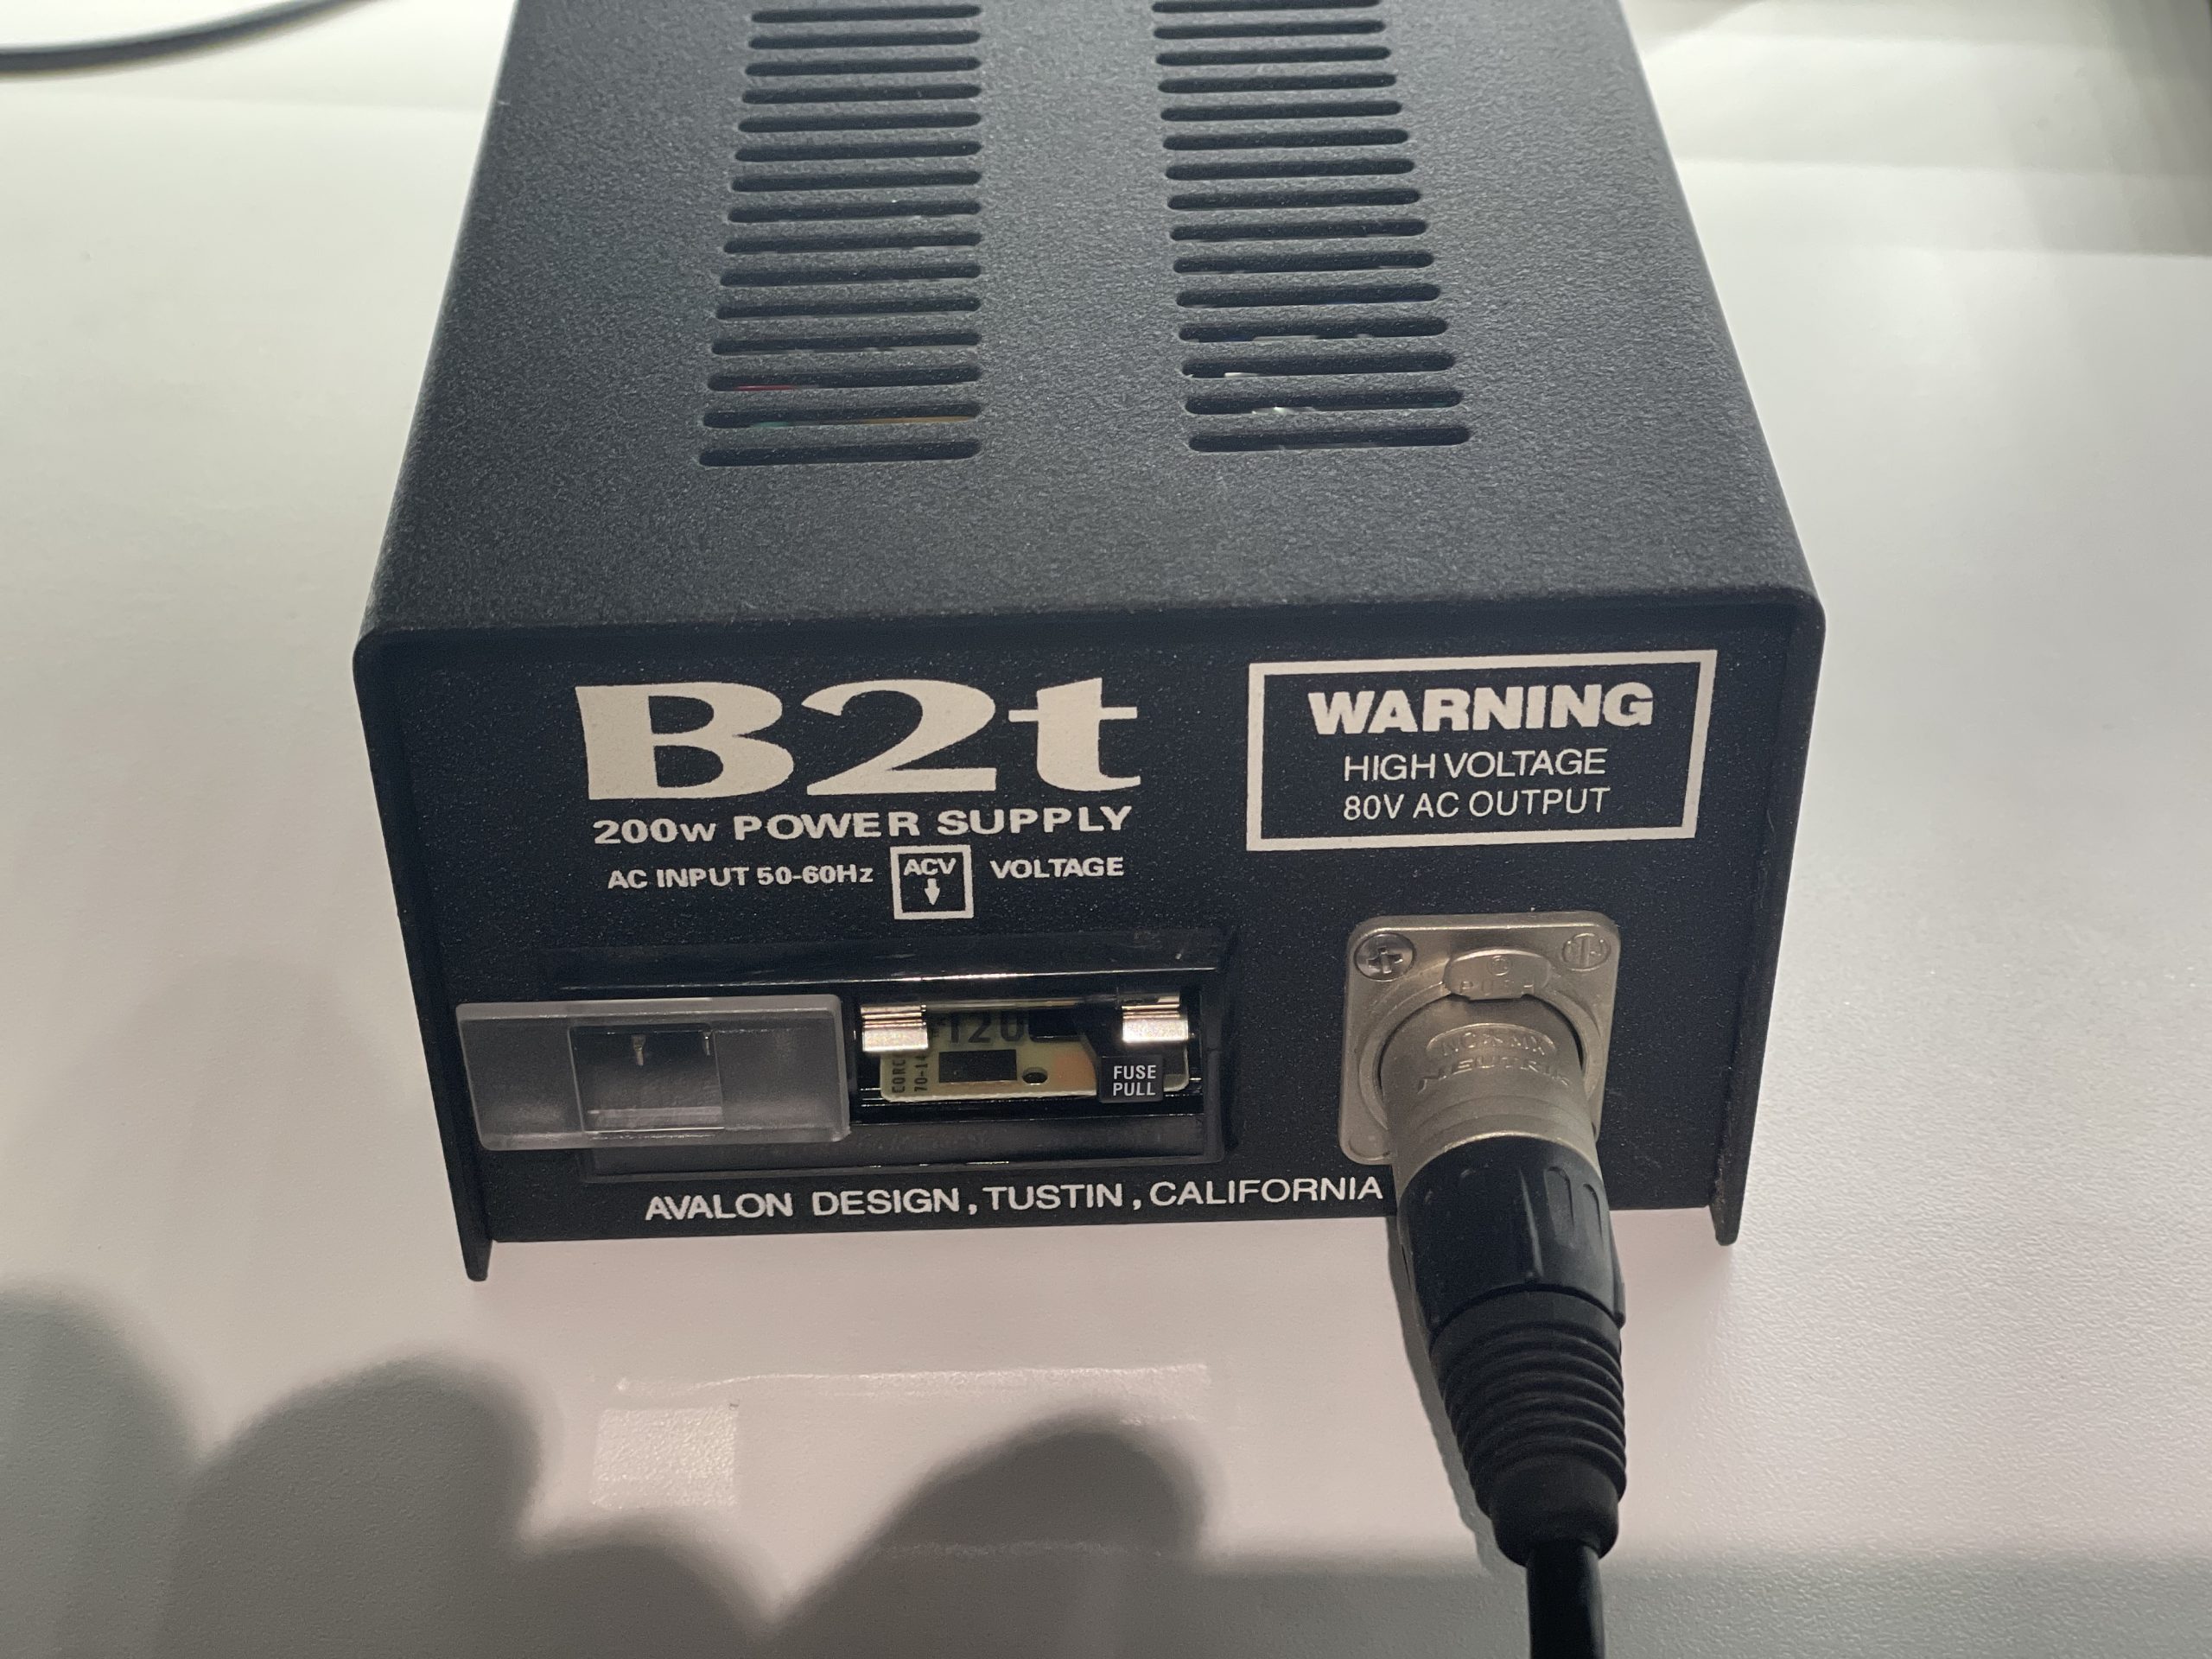 B2t
200w POWER SUPPLY
AC INPUT 50-60Hz ACV VOLTAGE
WARNING
HIGH VOLTAGE
80V AC OUTPUT
120
FUSE
PULL
PUSH
NEUTRIK
AVALON DESIGN, TUSTIN, CALIFORNIA